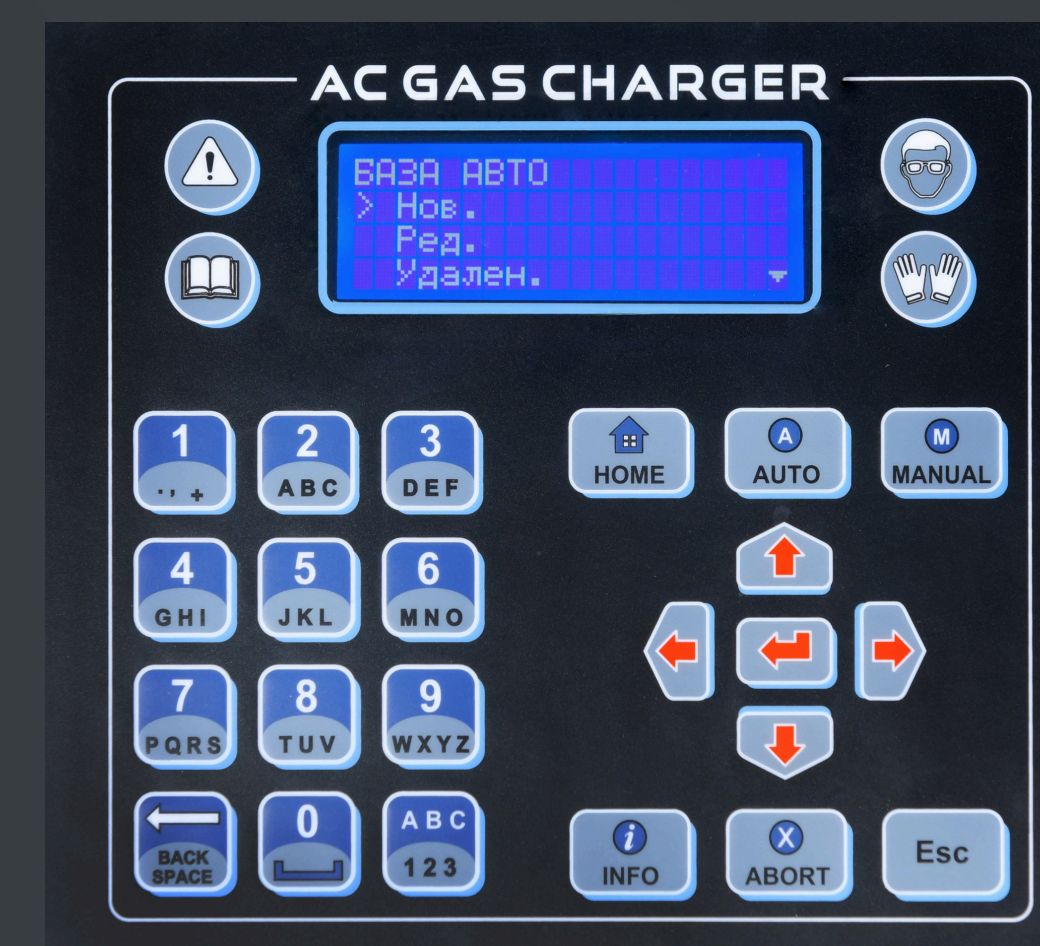 AC GAS CHARGER
БАЗА АВТО
> Нов.
Ред.
Удален.
1
., +
2
ABC
3
DEF
HOME
A
AUTO
M
MANUAL
4
GHI
5
JKL
6
MNO
7
PQRS
8
TUV
9
WXYZ
BACK
SPACE
0
ABC
123
i
INFO
X
ABORT
Esc